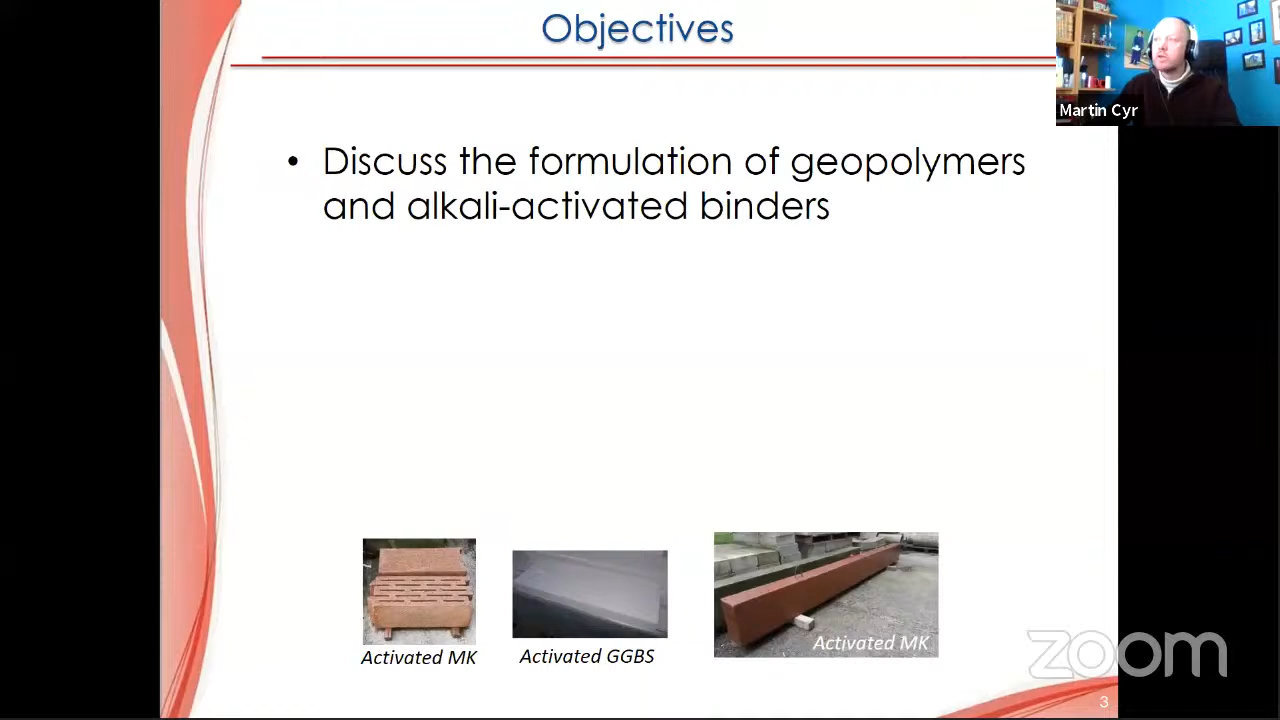 Objectives
Martin Cyr
• Discuss the formulation of geopolymers
and alkali-activated binders
Activated MK
Activated GGBS
Activated MK
zoom
3